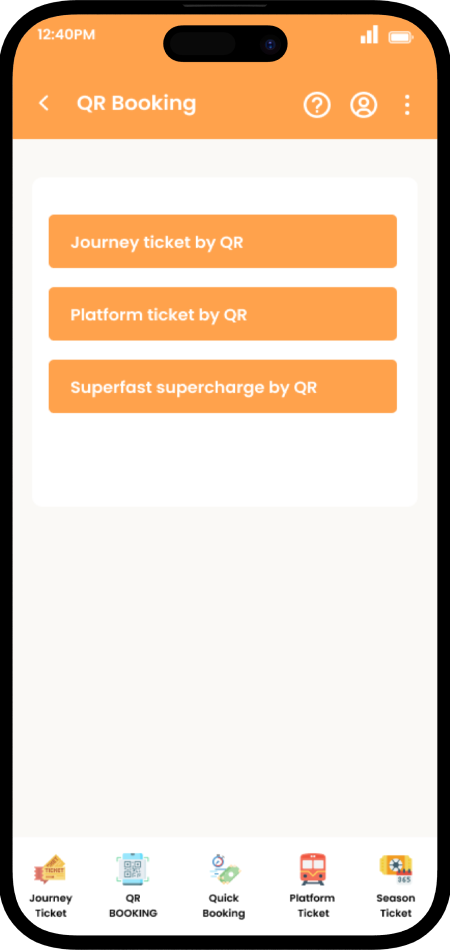 12:40PM
QR Booking
Journey ticket by QR
Platform ticket by QR
Superfast supercharge by QR
TICKET
365
Journey
Ticket
QR
BOOKING
Quick
Booking
Platform
Ticket
Season
Ticket